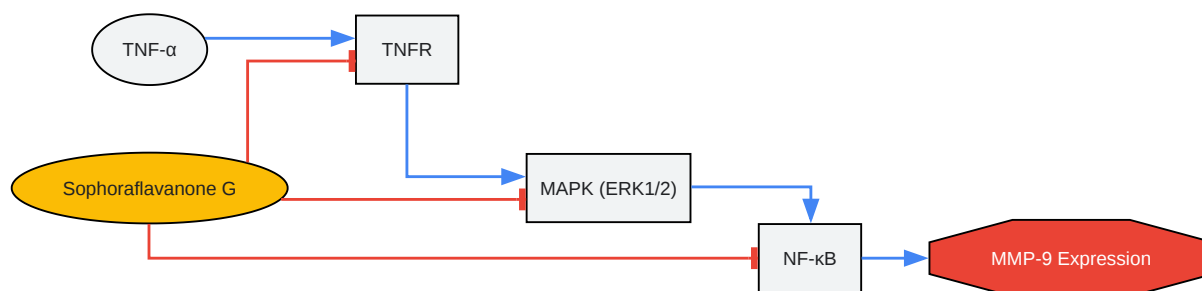 TNF-α
TNFR
Sophoraflavanone G
MAPK (ERK1/2)
NF-κB
MMP-9 Expression